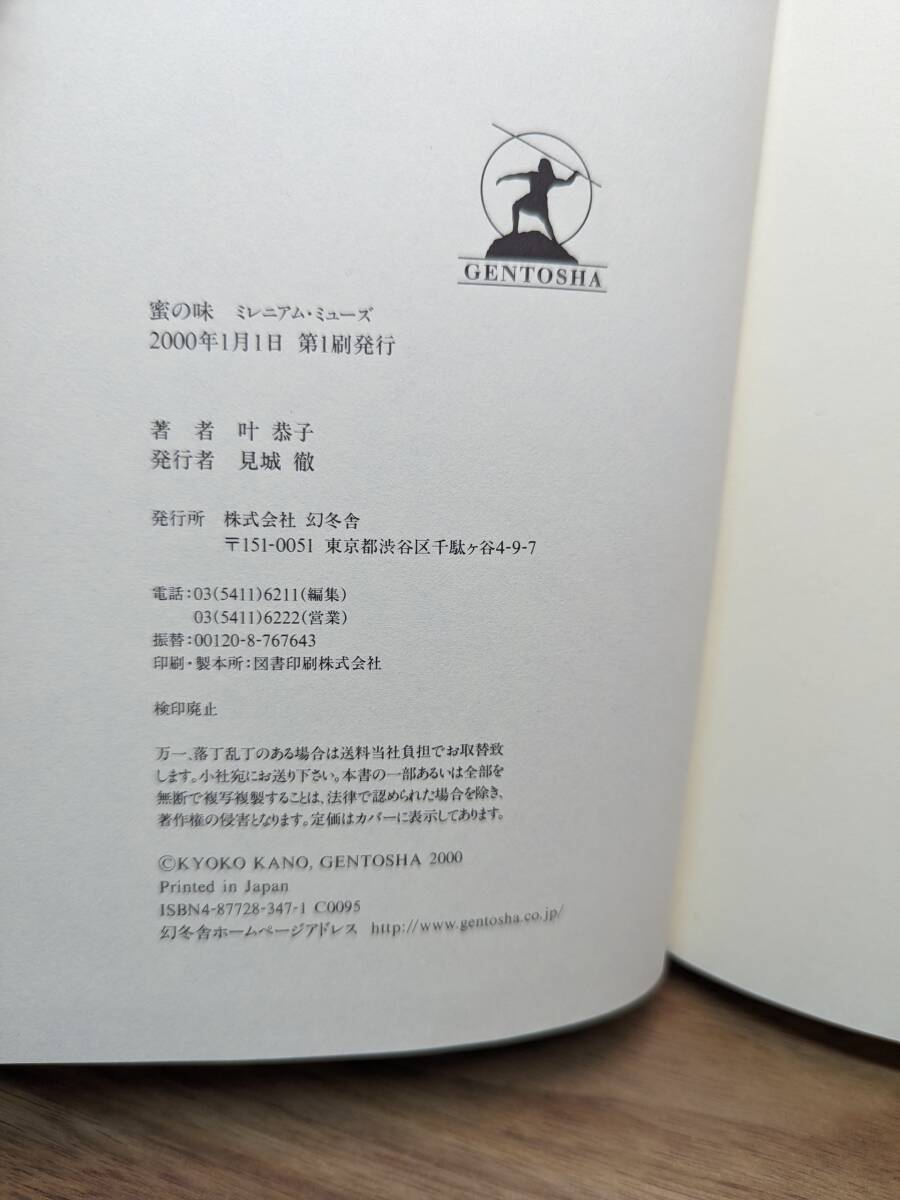 GENTOSHA
蜜の味 ミレニアム・ミューズ
2000年1月1日 第1刷発行
著 者 叶 恭子
発行者 見城 徹
発行所 株式会社 幻冬舎
〒151-0051 東京都渋谷区千駄ヶ谷4-9-7
電話:03(5411)6211(編集)
03(5411)6222(営業)
振替:00120-8-767643
印刷・製本所:図書印刷株式会社
検印廃止
万一、落丁乱丁のある場合は送料当社負担でお取替致
します。小社宛にお送り下さい。本書の一部あるいは全部を
無断で複写複製することは、法律で認められた場合を除き、
著作権の侵害となります。定価はカバーに表示してあります。
©KYOKO KANO, GENTOSHA 2000
Printed in Japan
ISBN4-87728-347-1 C0095
幻冬舎ホームページアドレス http://www.gentosha.co.jp/